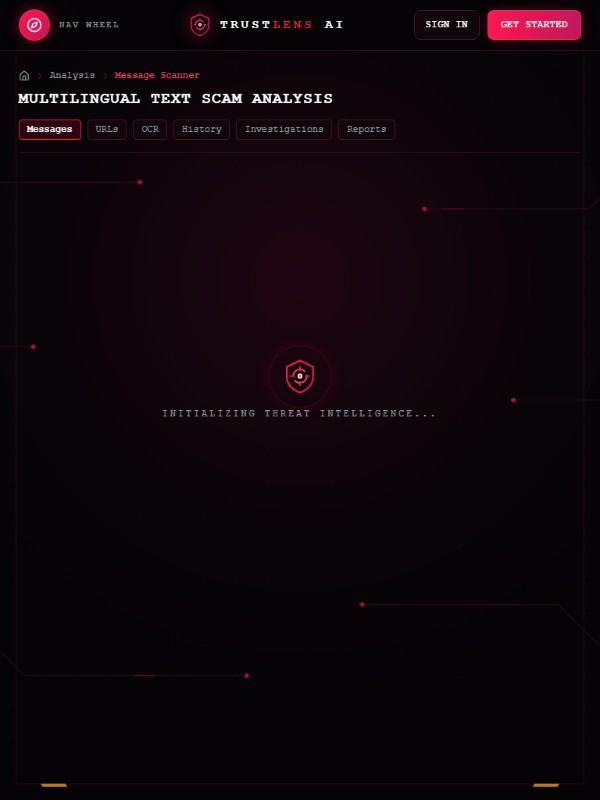 NAV WHEEL
TRUSTLENS AI
SIGN IN
GET STARTED
Analysis
Message Scanner
MULTILINGUAL TEXT SCAM ANALYSIS
Messages
URLs
OCR
History
Investigations
Reports
INITIALIZING THREAT INTELLIGENCE...